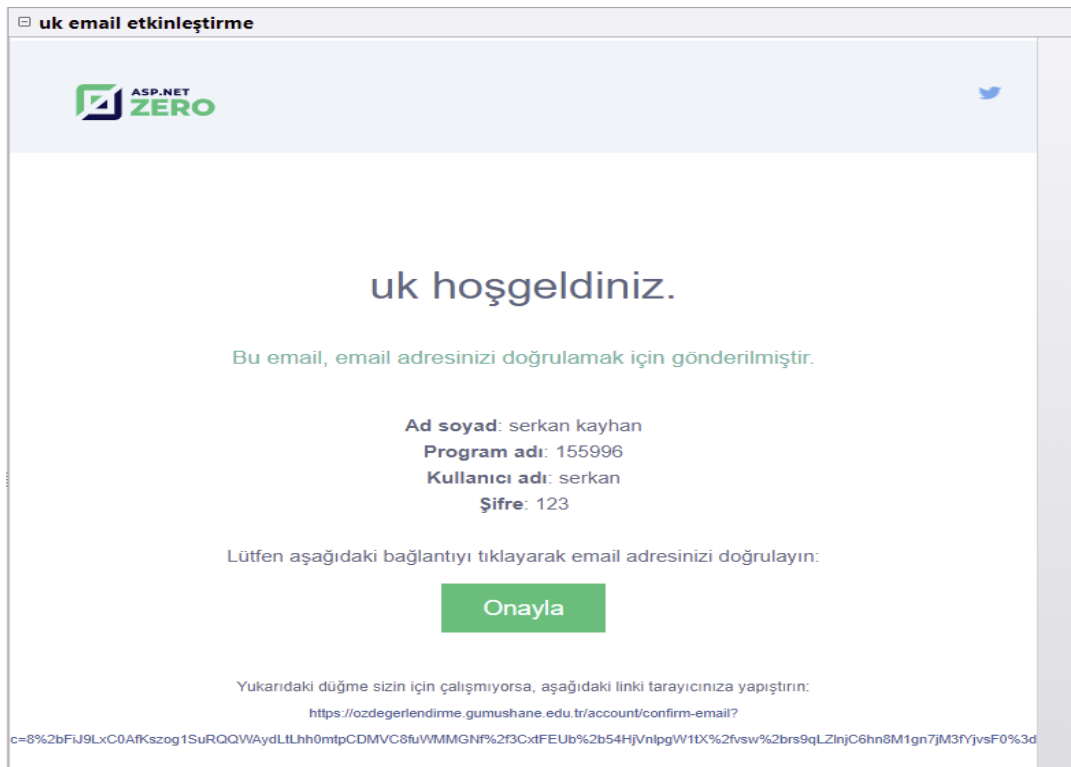 uk email etkinleştirme
ASP.NET
ZERO
uk hoşgeldiniz.
Bu email, email adresinizi doğrulamak için gönderilmiştir.
Ad soyad: serkan kayhan
Program adı: 155996
Kullanıcı adı: serkan
Şifre: 123
Lütfen aşağıdaki bağlantıyı tıklayarak email adresinizi doğrulayın:
Onayla
Yukarıdaki düğme sizin için çalışmıyorsa, aşağıdaki linki tarayıcınıza yapıştırın:
https://ozdegerlendirme.gumushane.edu.tr/account/confirm-email?